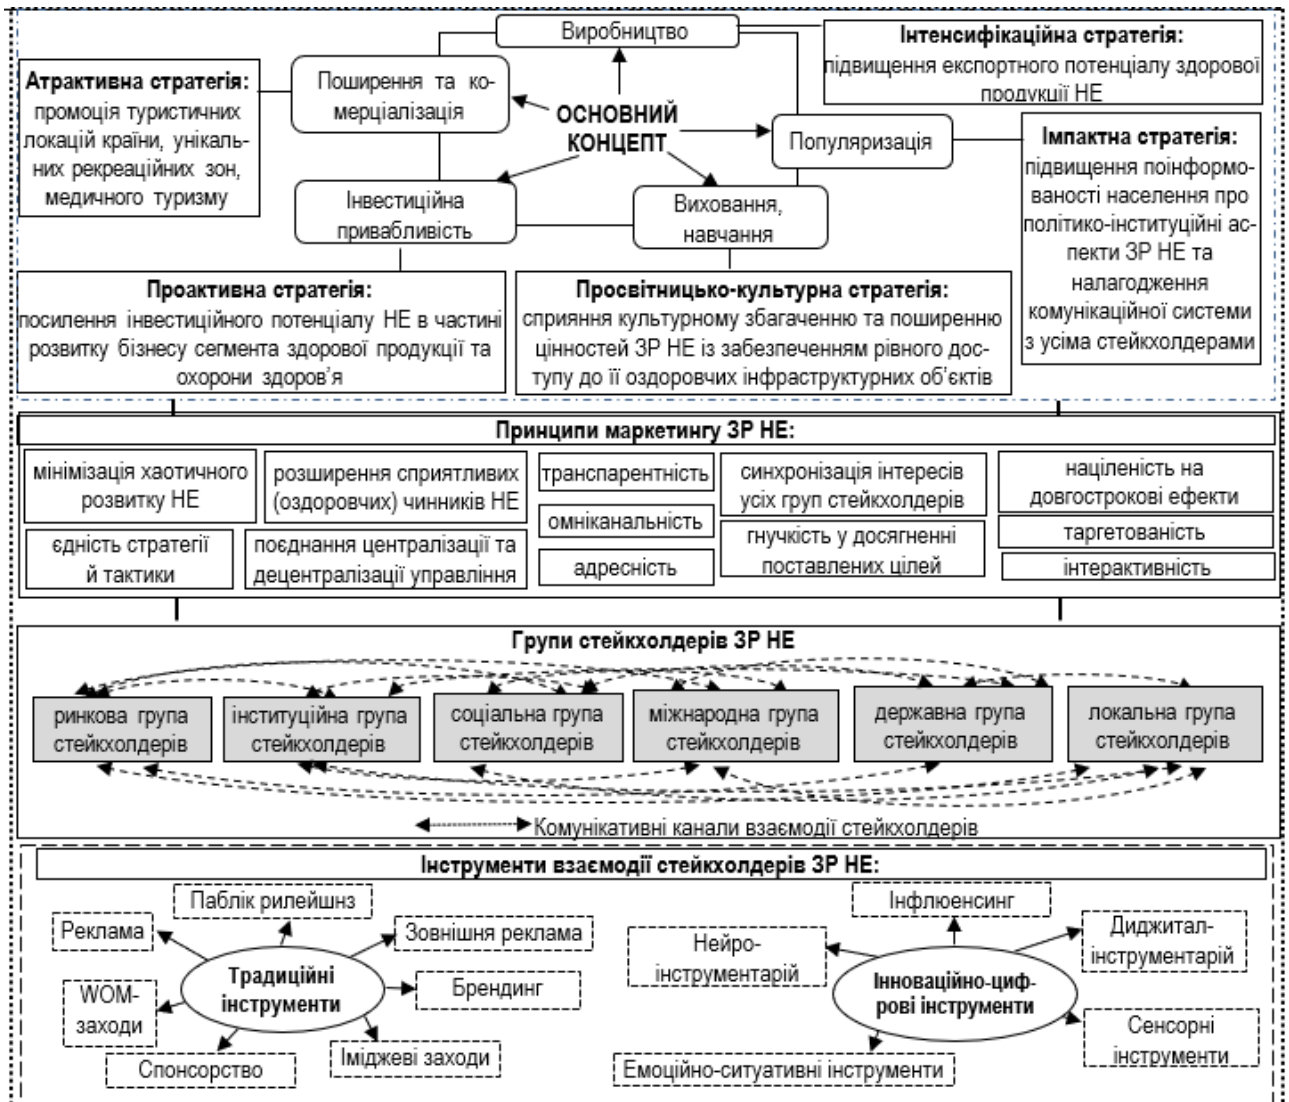 Виробництво
Інтенсифікаційна стратегія:
підвищення експортного потенціалу здорової
продукції НЕ
Атрактивна стратегія:
промоція туристичних
локацій країни, унікаль-
них рекреаційних зон,
медичного туризму
Поширення та ко-
мерціалізація
ОСНОВНИЙ
КОНЦЕПТ
Популяризація
Імпактна стратегія:
підвищення поінформо-
ваності населення про
політико-інституційні ас-
пекти ЗР НЕ та
налагодження
комунікаційної системи
з усіма стейкхолдерами
Інвестиційна
привабливість
Виховання,
навчання
Проактивна стратегія:
посилення інвестиційного потенціалу НЕ в частині
розвитку бізнесу сегмента здорової продукції та
охорони здоров’я
Просвітницько-культурна стратегія:
сприяння культурному збагаченню та поширенню
цінностей ЗР НЕ із забезпеченням рівного дос-
тупу до її оздоровчих інфраструктурних об’єктів
Принципи маркетингу ЗР НЕ:
мінімізація хаотичного
розвитку НЕ
розширення сприятливих
(оздоровчих) чинників НЕ
транспарентність
синхронізація інтересів
усіх груп стейкхолдерів
націленість на
довгострокові ефекти
омніканальність
таргетованість
єдність стратегії
й тактики
поєднання централізації та
децентралізації управління
адресність
гнучкість у досягненні
поставлених цілей
інтерактивність
Групи стейкхолдерів ЗР НЕ
ринкова група
стейкхолдерів
інституційна група
стейкхолдерів
соціальна група
стейкхолдерів
міжнародна група
стейкхолдерів
державна група
стейкхолдерів
локальна група
стейкхолдерів
Комунікативні канали взаємодії стейкхолдерів
Інструменти взаємодії стейкхолдерів ЗР НЕ:
Паблік рилейшнз
Реклама
Зовнішня реклама
Традиційні
інструменти
WOM-
заходи
Брендинг
Спонсорство
Іміджеві заходи
Інфлюенсинг
Нейро-
інструментарій
Диджитал-
інструментарій
Інноваційно-циф-
рові інструменти
Сенсорні
інструменти
Емоційно-ситуативні інструменти